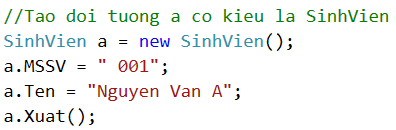 //Tao doi tuong a co kieu la SinhVien
SinhVien a = new SinhVien();
a.MSSV = " 001";
a.Ten = "Nguyen Van A";
a.Xuat();